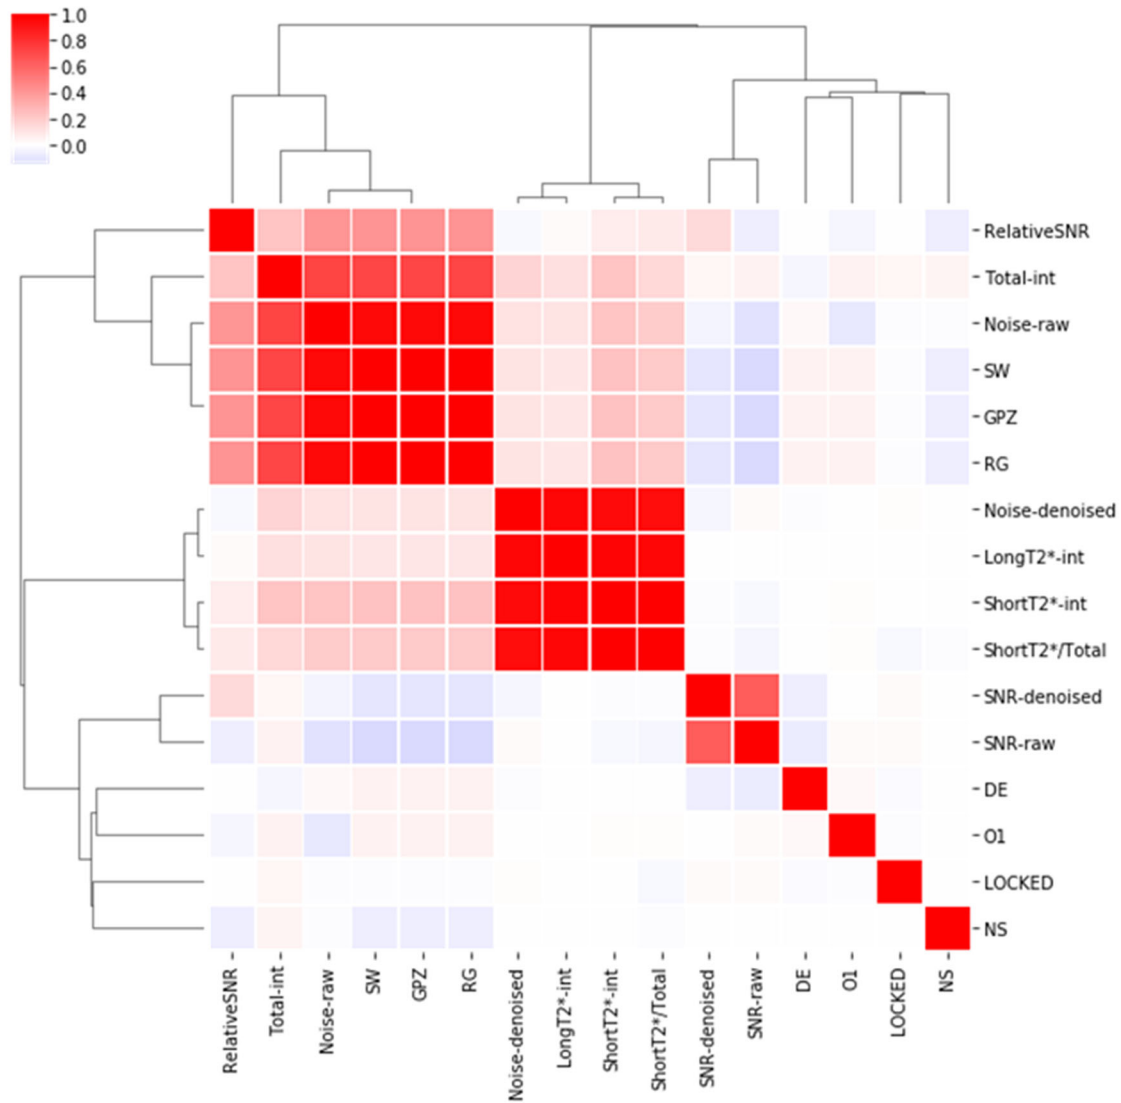 1.0
0.8
0.6
0.4
0.2
0.0
RelativeSNR
Total-int
Noise-raw
SW
GPZ
RG
Noise-denoised
LongT2*-int
ShortT2*-int
ShortT2*/Total
SNR-denoised
SNR-raw
DE
O1
LOCKED
NS
RelativeSNR
Total-int
Noise-raw
SW
GPZ
RG
Noise-denoised
LongT2*-int
ShortT2*-int
ShortT2*/Total
SNR-denoised
SNR-raw
DE
O1
LOCKED
NS